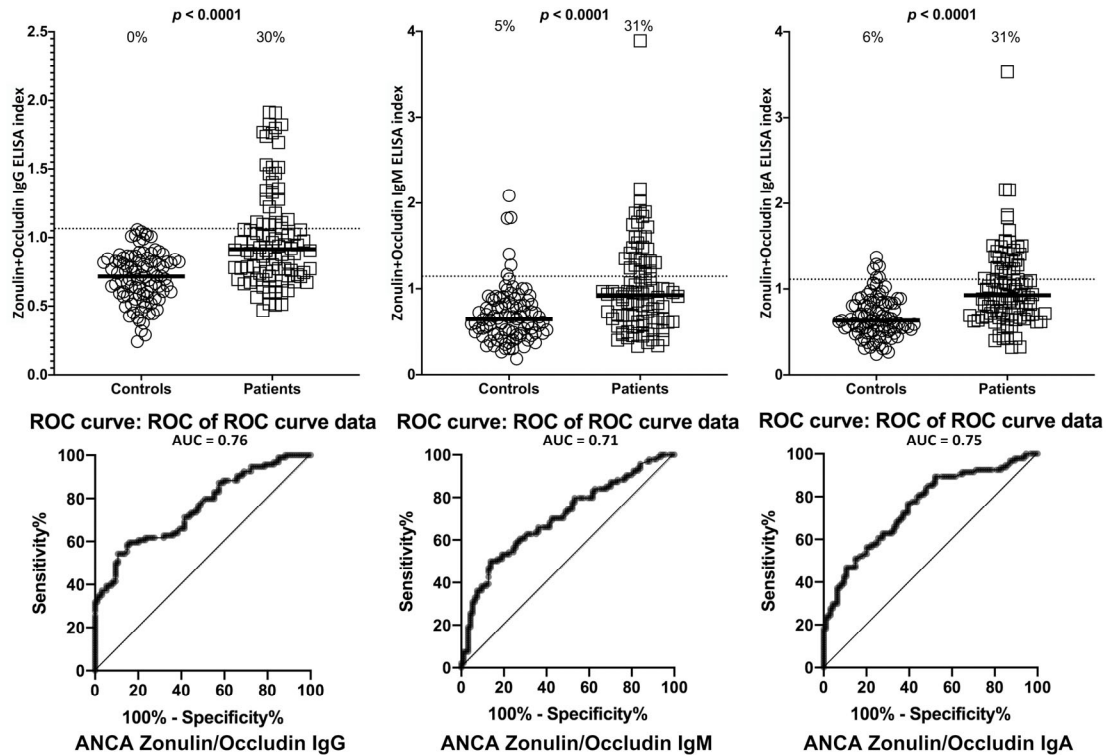 p < 0.0001
0%
30%
2.5
2.0
1.5
1.0
0.5
0.0
Zonulin+Occludin IgG ELISA index
Controls
Patients
p < 0.0001
5%
31%
4
3
2
1
0
Zonulin+Occludin IgM ELISA index
Controls
Patients
p < 0.0001
6%
31%
4
3
2
1
0
Zonulin+Occludin IgA ELISA index
Controls
Patients
ROC curve: ROC of ROC curve data
AUC = 0.76
100
80
60
40
20
0
Sensitivity%
0 20 40 60 80 100
100% - Specificity%
ANCA Zonulin/Occludin IgG
ROC curve: ROC of ROC curve data
AUC = 0.71
100
80
60
40
20
0
Sensitivity%
0 20 40 60 80 100
100% - Specificity%
ANCA Zonulin/Occludin IgM
ROC curve: ROC of ROC curve data
AUC = 0.75
100
80
60
40
20
0
Sensitivity%
0 20 40 60 80 100
100% - Specificity%
ANCA Zonulin/Occludin IgA